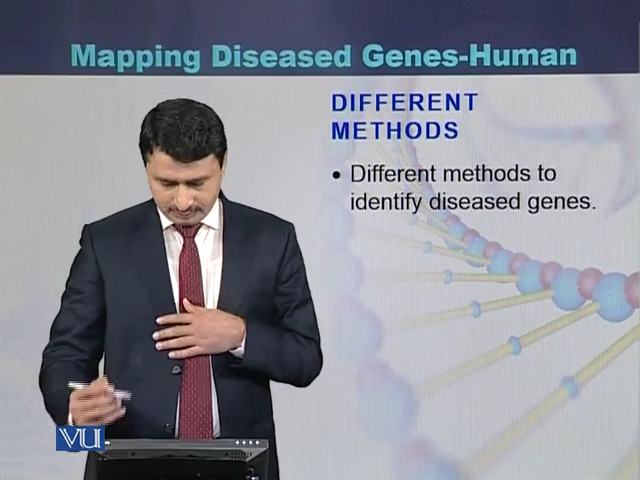 Mapping Diseased Genes-Human
DIFFERENT
METHODS
• Different methods to
identify diseased genes.
VU